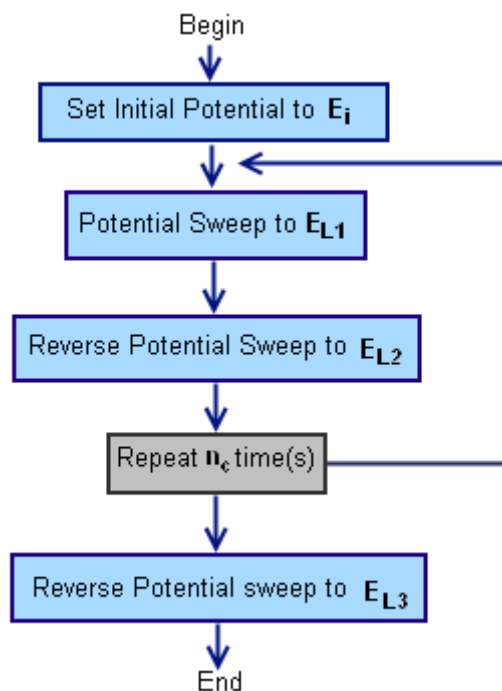 Begin
Set Initial Potential to Ei
Potential Sweep to EL1
Reverse Potential Sweep to EL2
Repeat nc time(s)
Reverse Potential sweep to EL3
End